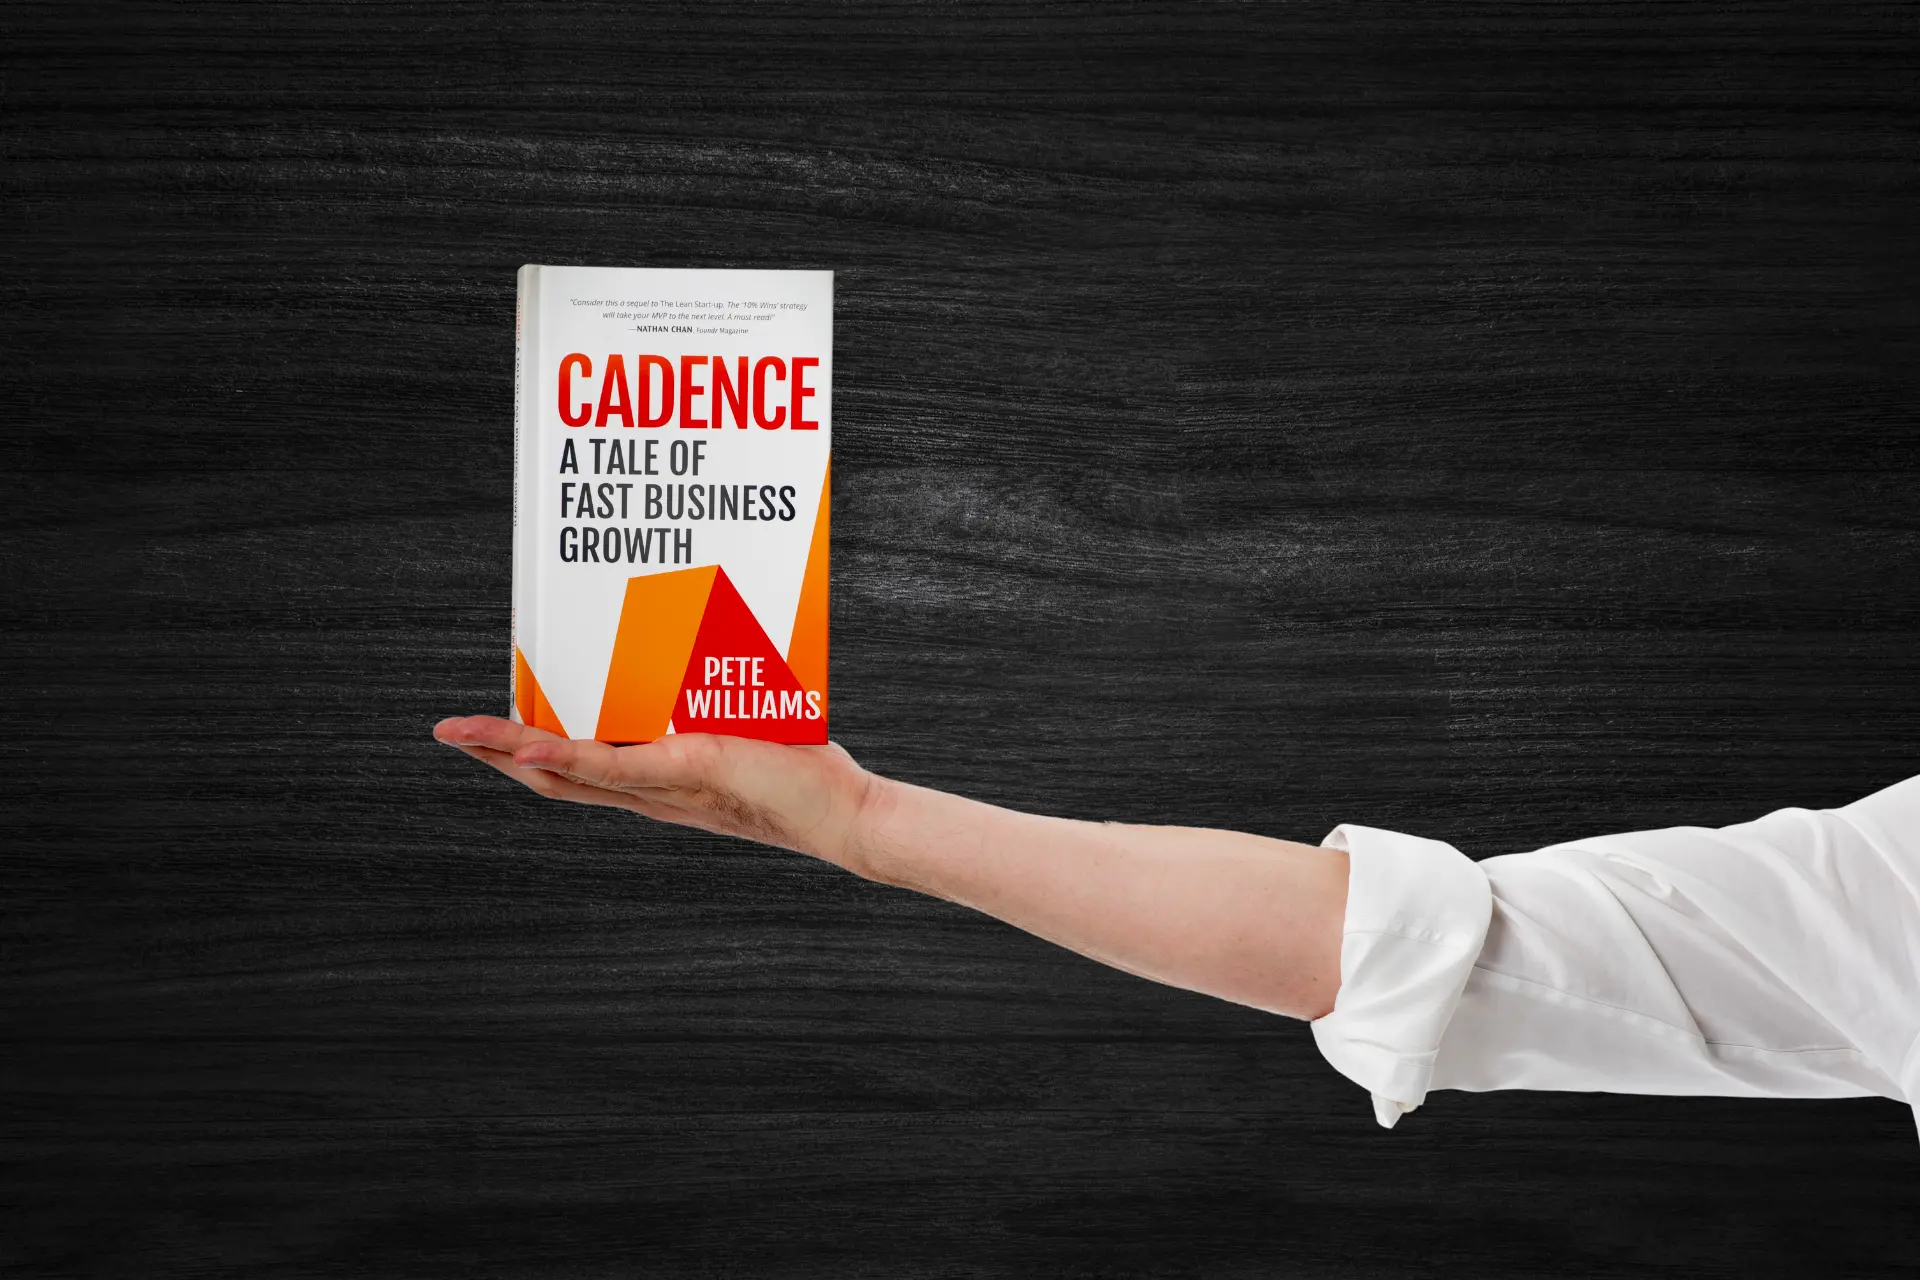 "Consider this a sequel to The Lean Start-up. The '10% Wins' strategy
will take your MVP to the next level. A must read!"
—NATHAN CHAN, Foundr Magazine
CADENCE
A TALE OF
FAST BUSINESS
GROWTH
PETE
WILLIAMS